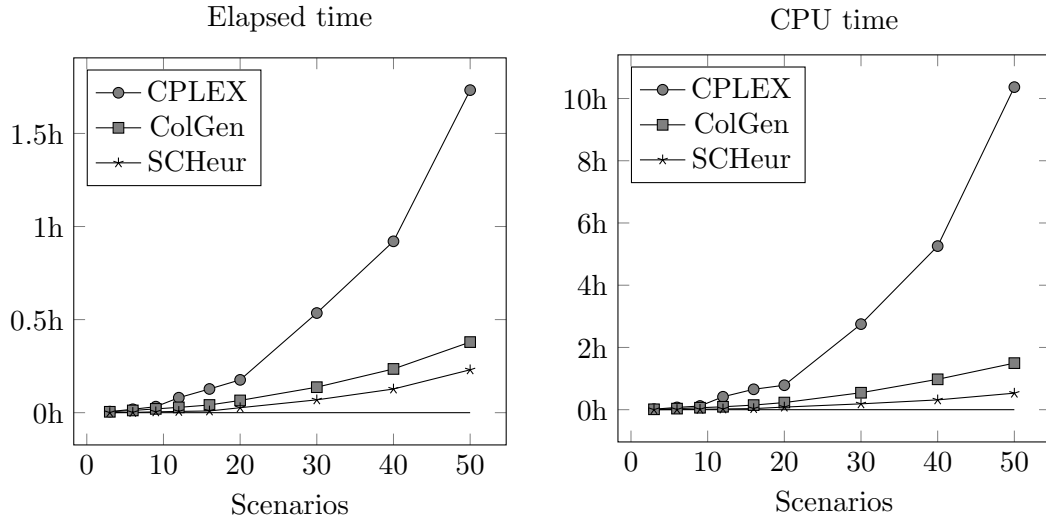 Elapsed time
CPLEX
ColGen
SCHeur
1.5h
1h
0.5h
0h
0 10 20 30 40 50
Scenarios
CPU time
CPLEX
ColGen
SCHeur
10h
8h
6h
4h
2h
0h
0 10 20 30 40 50
Scenarios